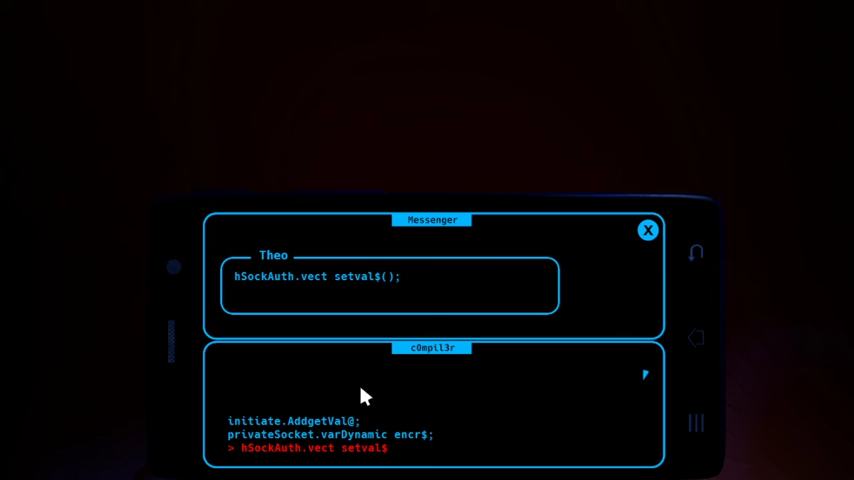 Messenger
X
Theo
hSockAuth.vect setval$();
c0mpil3r
initiate.AddgetVal@;
privateSocket.varDynamic encr$;
> hSockAuth.vect setval$